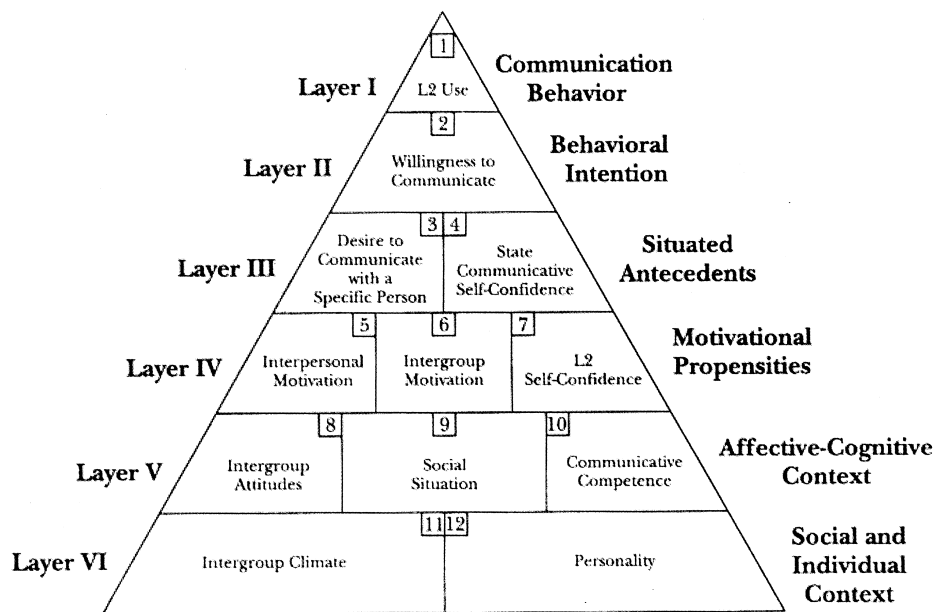 1
Layer I
L2 Use
Communication
Behavior
2
Layer II
Willingness to
Communicate
Behavioral
Intention
3
4
Layer III
Desire to
Communicate
with a
Specific Person
State
Communicative
Self-Confidence
Situated
Antecedents
5
6
7
Layer IV
Interpersonal
Motivation
Intergroup
Motivation
L2
Self-Confidence
Motivational
Propensities
8
9
10
Layer V
Intergroup
Attitudes
Social
Situation
Communicative
Competence
Affective-Cognitive
Context
11
12
Layer VI
Intergroup Climate
Personality
Social and
Individual
Context